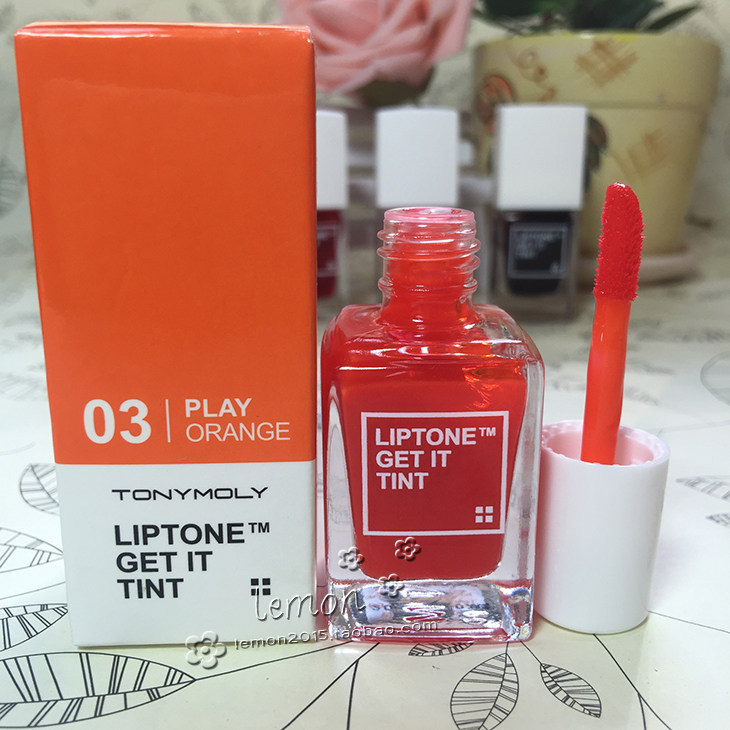 03 | PLAY
ORANGE
TONYMOLY
LIPTONE™
GET IT
TINT
LIPTONE™
GET IT
TINT
lemon
lemon2015.taobao.com